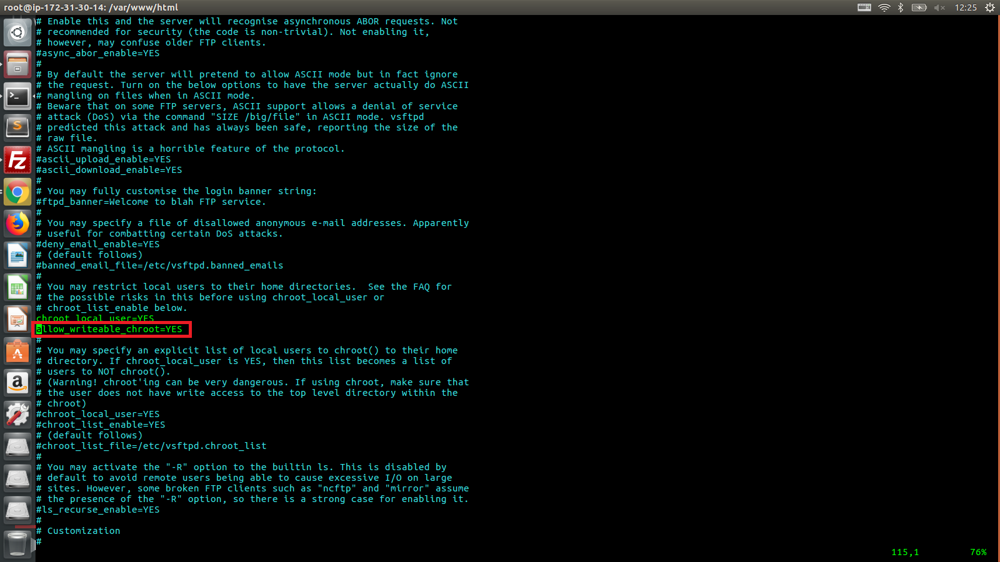 root@ip-172-31-30-14: /var/www/html
12:25
# Enable this and the server will recognise asynchronous ABOR requests. Not
# recommended for security (the code is non-trivial). Not enabling it,
# however, may confuse older FTP clients.
#async_abor_enable=YES
#
# By default the server will pretend to allow ASCII mode but in fact ignore
# the request. Turn on the below options to have the server actually do ASCII
# mangling on files when in ASCII mode.
# Beware that on some FTP servers, ASCII support allows a denial of service
# attack (DoS) via the command "SIZE /big/file" in ASCII mode. vsftpd
# predicted this attack and has always been safe, reporting the size of the
# raw file.
# ASCII mangling is a horrible feature of the protocol.
#ascii_upload_enable=YES
#ascii_download_enable=YES
#
# You may fully customise the login banner string:
#ftpd_banner=Welcome to blah FTP service.
#
# You may specify a file of disallowed anonymous e-mail addresses. Apparently
# useful for combatting certain DoS attacks.
#deny_email_enable=YES
# (default follows)
#banned_email_file=/etc/vsftpd.banned_emails
#
# You may restrict local users to their home directories.  See the FAQ for
# the possible risks in this before using chroot_local_user or
# chroot_list_enable below.
chroot_local_user=YES
allow_writeable_chroot=YES
#
# You may specify an explicit list of local users to chroot() to their home
# directory. If chroot_local_user is YES, then this list becomes a list of
# users to NOT chroot().
# (Warning! chroot'ing can be very dangerous. If using chroot, make sure that
# the user does not have write access to the top level directory within the
# chroot)
#chroot_local_user=YES
#chroot_list_enable=YES
# (default follows)
#chroot_list_file=/etc/vsftpd.chroot_list
#
# You may activate the "-R" option to the builtin ls. This is disabled by
# default to avoid remote users being able to cause excessive I/O on large
# sites. However, some broken FTP clients such as "ncftp" and "mirror" assume
# the presence of the "-R" option, so there is a strong case for enabling it.
#ls_recurse_enable=YES
#
# Customization
#
115,1
76%